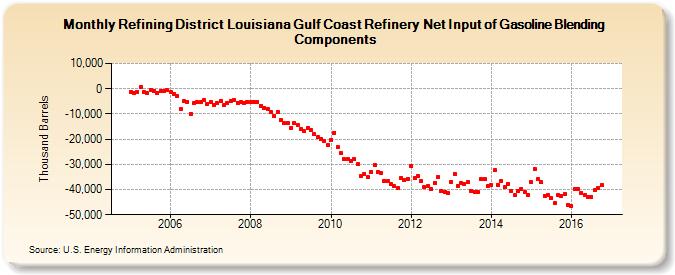 Monthly Refining District Louisiana Gulf Coast Refinery Net Input of Gasoline Blending
Components
Thousand Barrels
10,000
0
-10,000
-20,000
-30,000
-40,000
-50,000
2006 2008 2010 2012 2014 2016
Source: U.S. Energy Information Administration